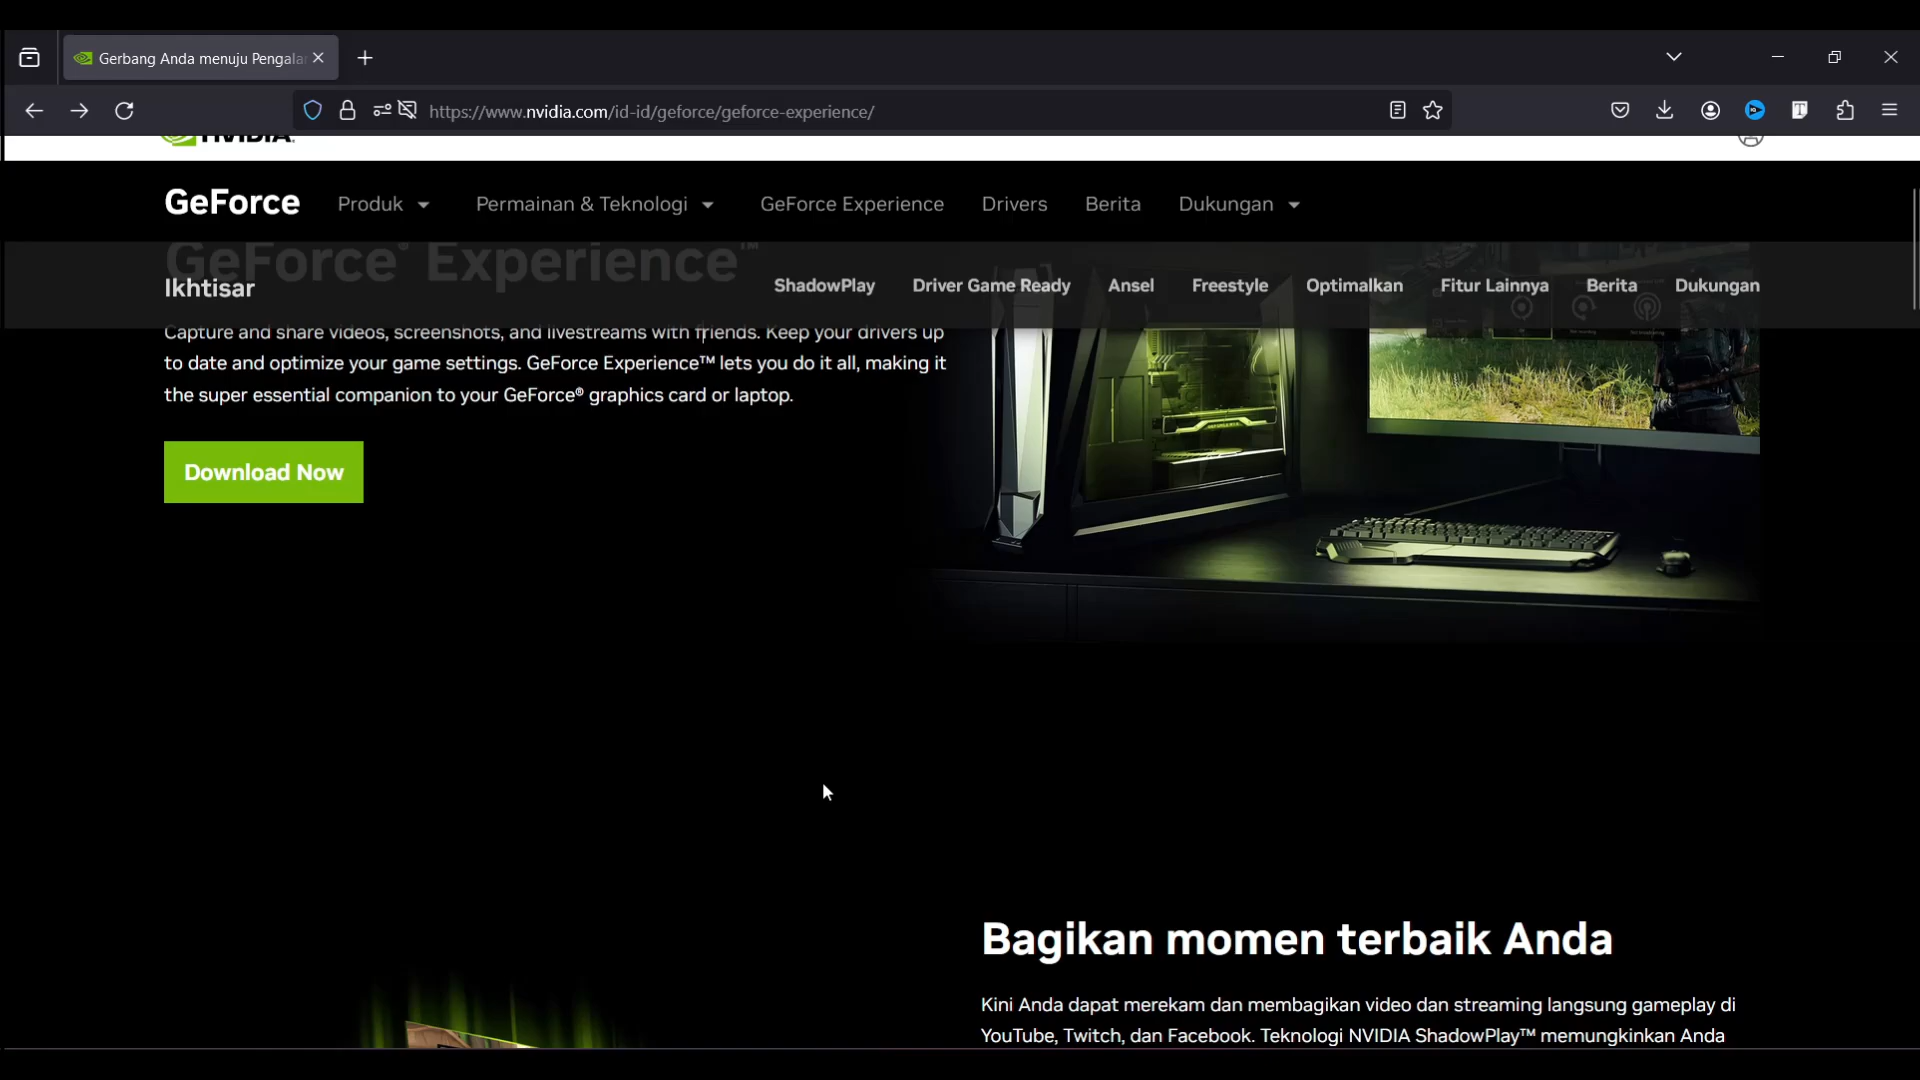 Gerbang Anda menuju Pengala
https://www.nvidia.com/id-id/geforce/geforce-experience/
NVIDIA
GeForce
Produk
Permainan & Teknologi
GeForce Experience
Drivers
Berita
Dukungan
GeForce® Experience™
Ikhtisar
ShadowPlay
Driver Game Ready
Ansel
Freestyle
Optimalkan
Fitur Lainnya
Berita
Dukungan
Capture and share videos, screenshots, and livestreams with friends. Keep your drivers up
to date and optimize your game settings. GeForce Experience™ lets you do it all, making it
the super essential companion to your GeForce® graphics card or laptop.
Download Now
Bagikan momen terbaik Anda
Kini Anda dapat merekam dan membagikan video dan streaming langsung gameplay di
YouTube, Twitch, dan Facebook. Teknologi NVIDIA ShadowPlay™ memungkinkan Anda